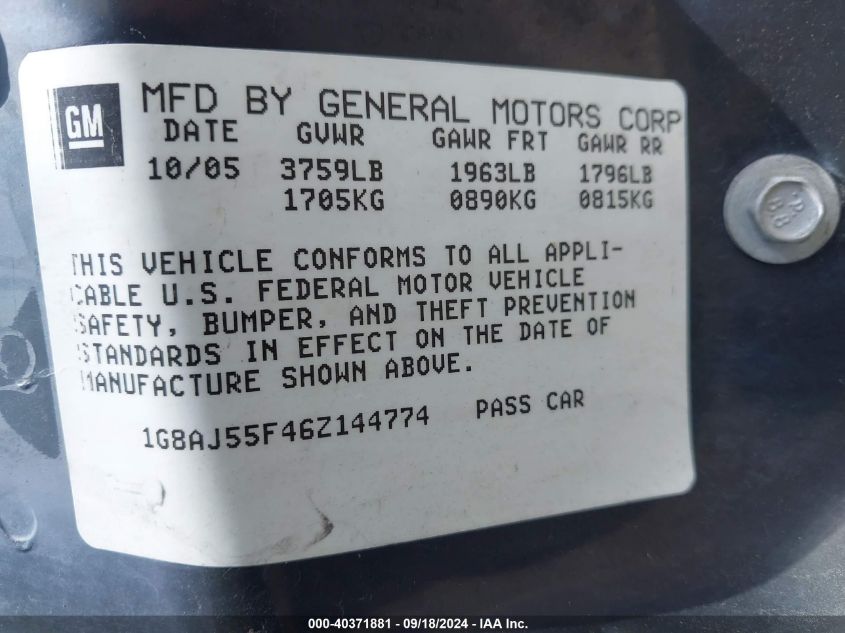 GM
MFD BY GENERAL MOTORS CORP
DATE GVWR GAWR FRT GAWR RR
10/05 3759LB 1963LB 1796LB
1705KG 0890KG 0815KG
THIS VEHICLE CONFORMS TO ALL APPLI-
CABLE U.S. FEDERAL MOTOR VEHICLE
SAFETY, BUMPER, AND THEFT PREVENTION
STANDARDS IN EFFECT ON THE DATE OF
MANUFACTURE SHOWN ABOVE.
1G8AJ55F46Z144774 PASS CAR
000-40371881 - 09/18/2024 - IAA Inc.